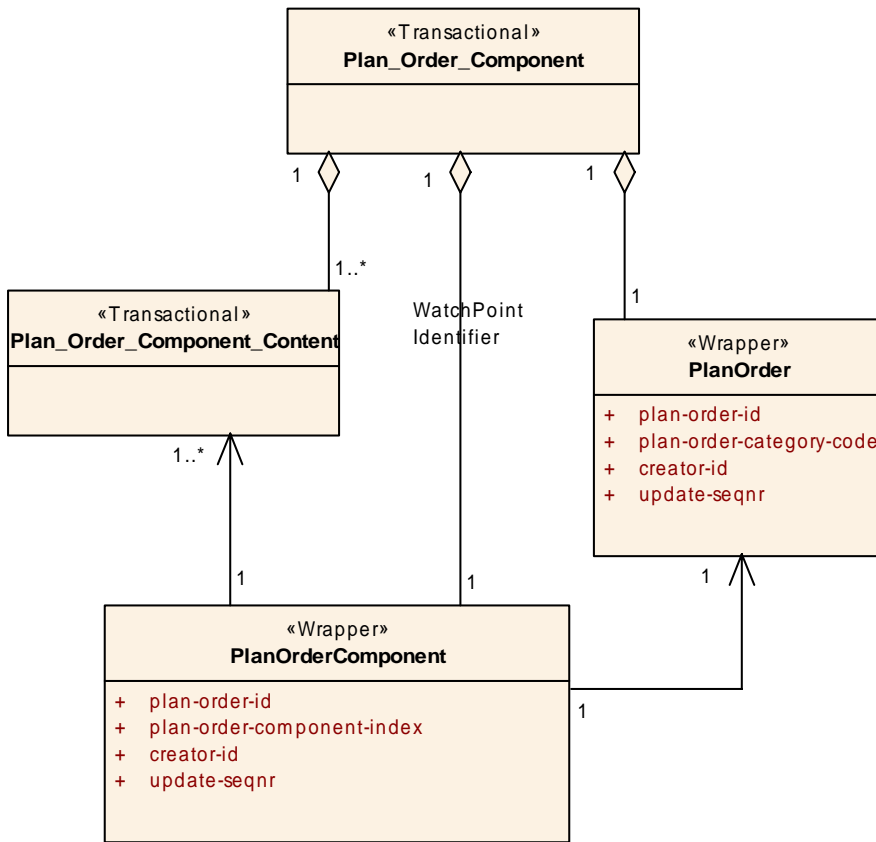 «Transactional»
Plan_Order_Component
1
1
1
1..*
«Transactional»
Plan_Order_Component_Content
WatchPoint
Identifier
1
«Wrapper»
PlanOrder
+ plan-order-id
+ plan-order-category-code
+ creator-id
+ update-seqnr
1..*
1
1
1
«Wrapper»
PlanOrderComponent
+ plan-order-id
+ plan-order-component-index
+ creator-id
+ update-seqnr
1